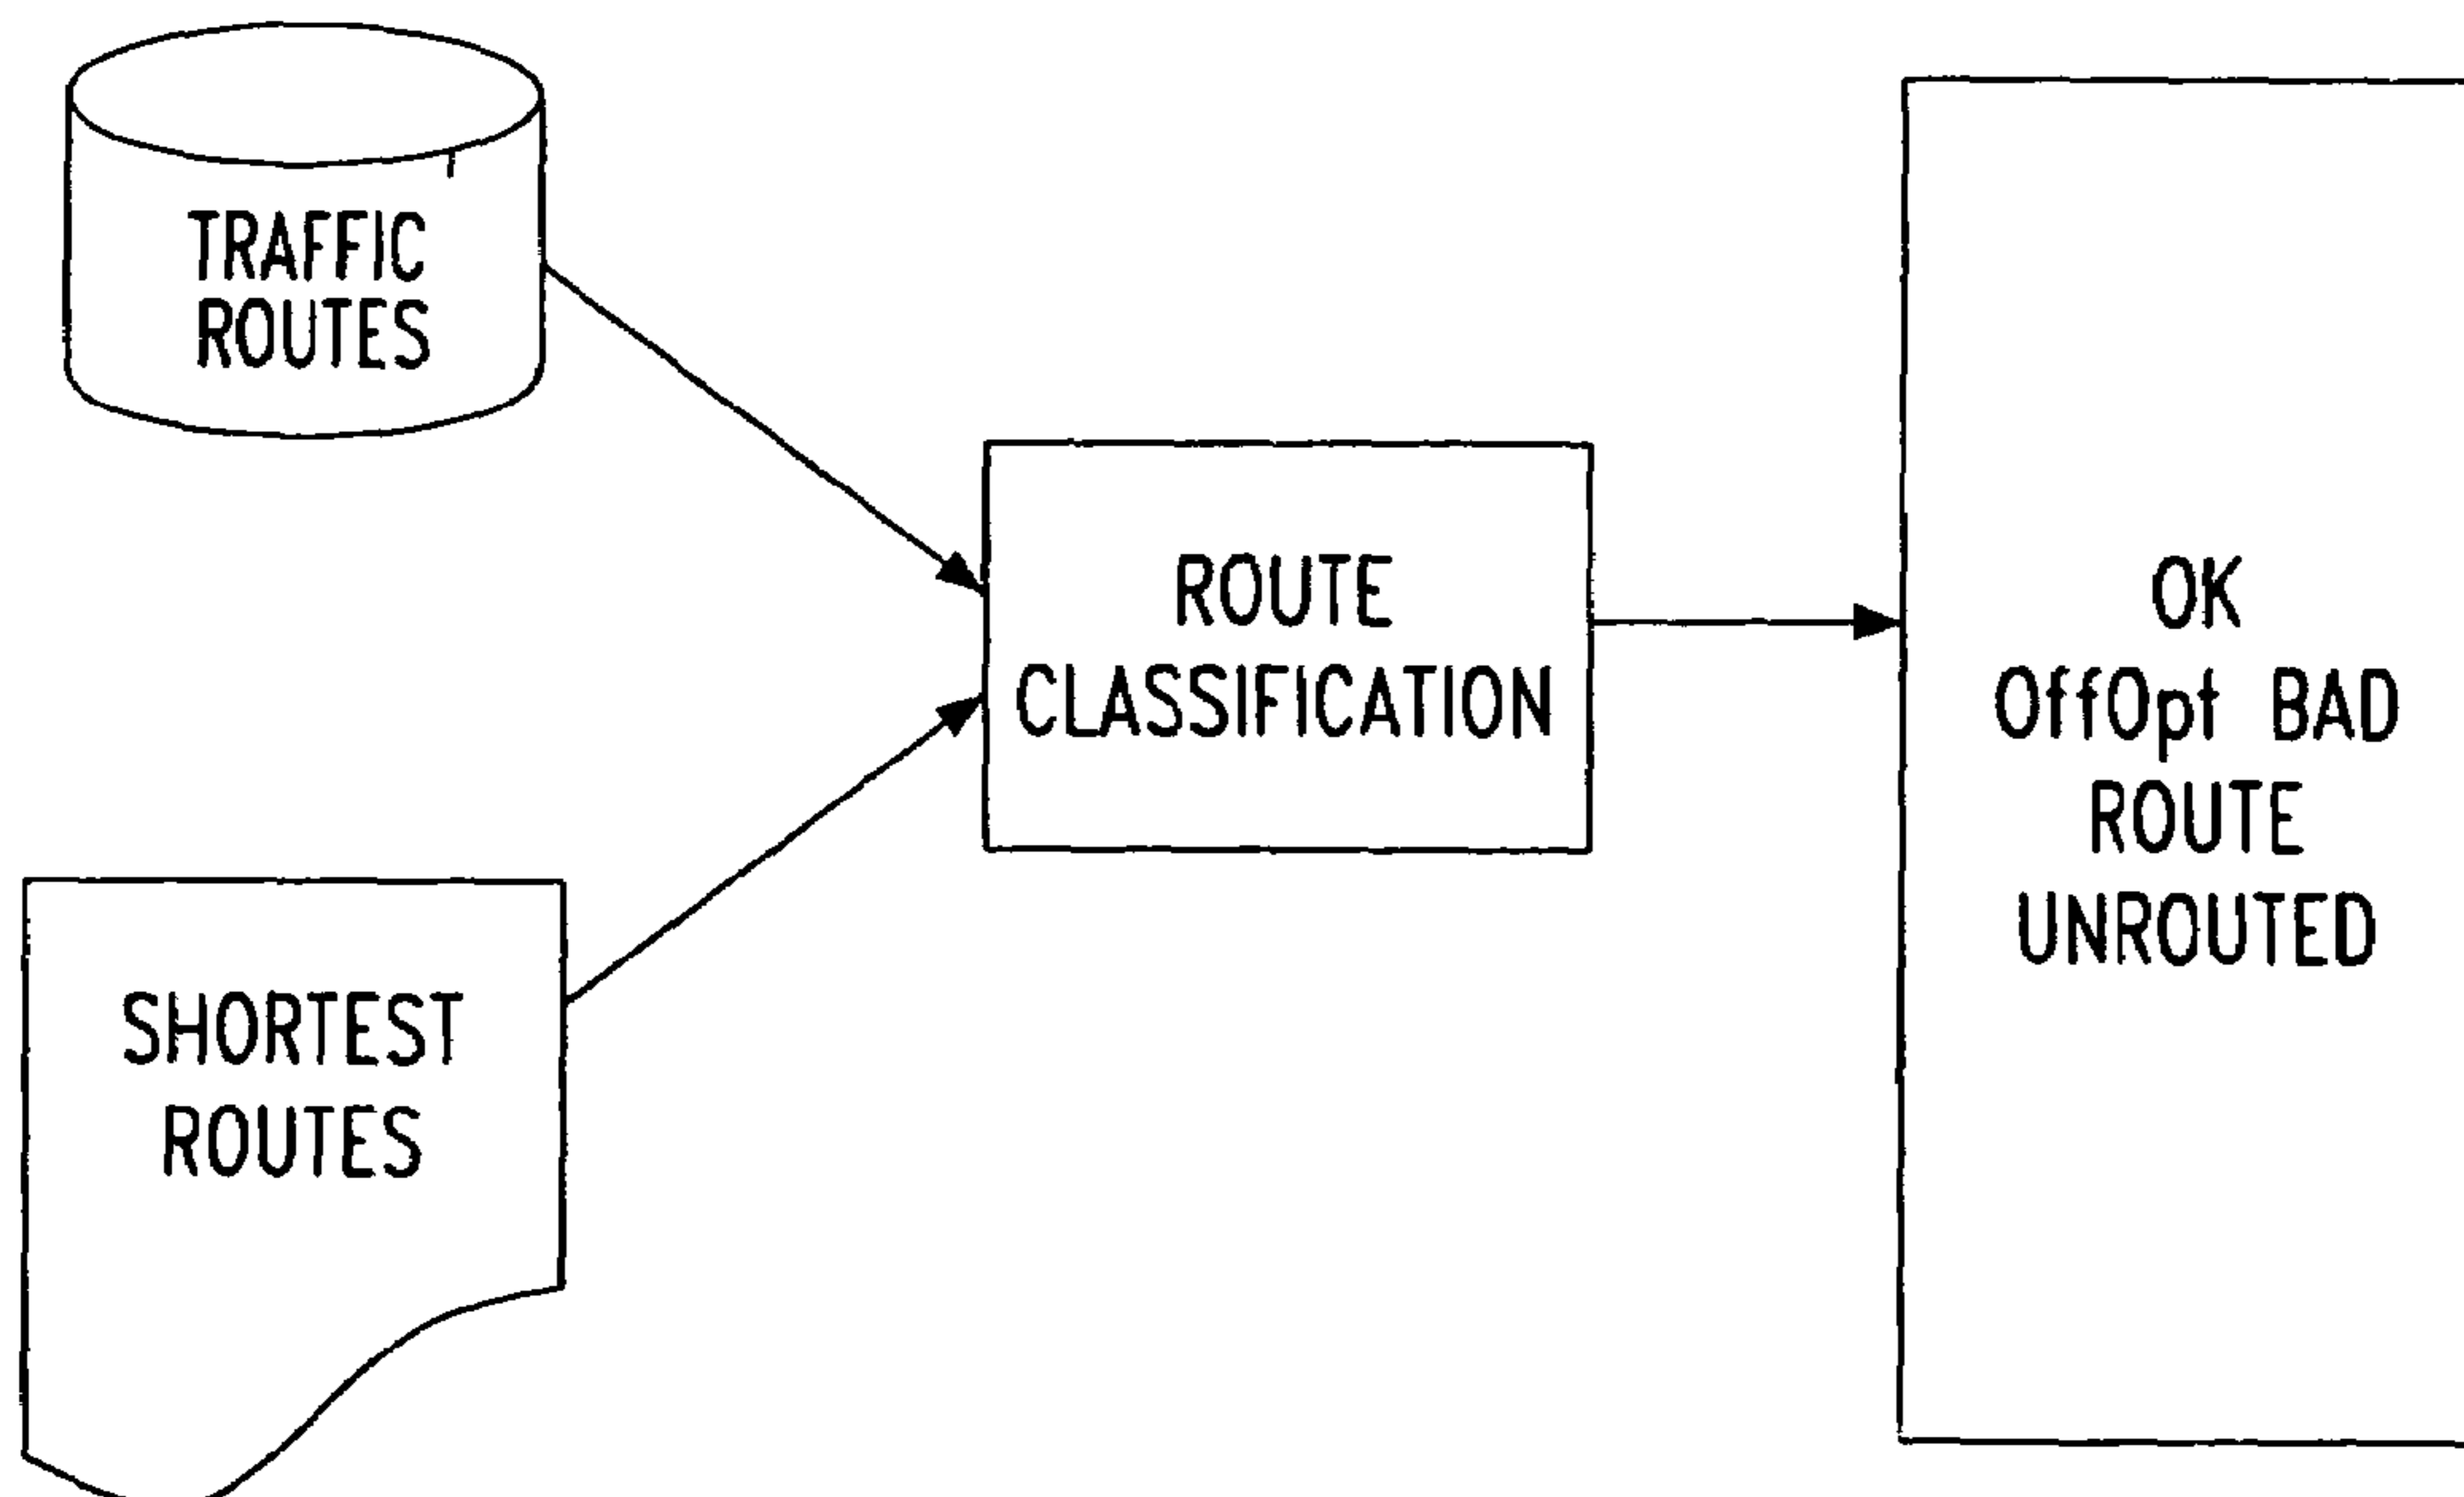 TRAFFIC
ROUTES
ROUTE
CLASSIFICATION
OK
OffOpt BAD
ROUTE
UNROUTED
SHORTEST
ROUTES